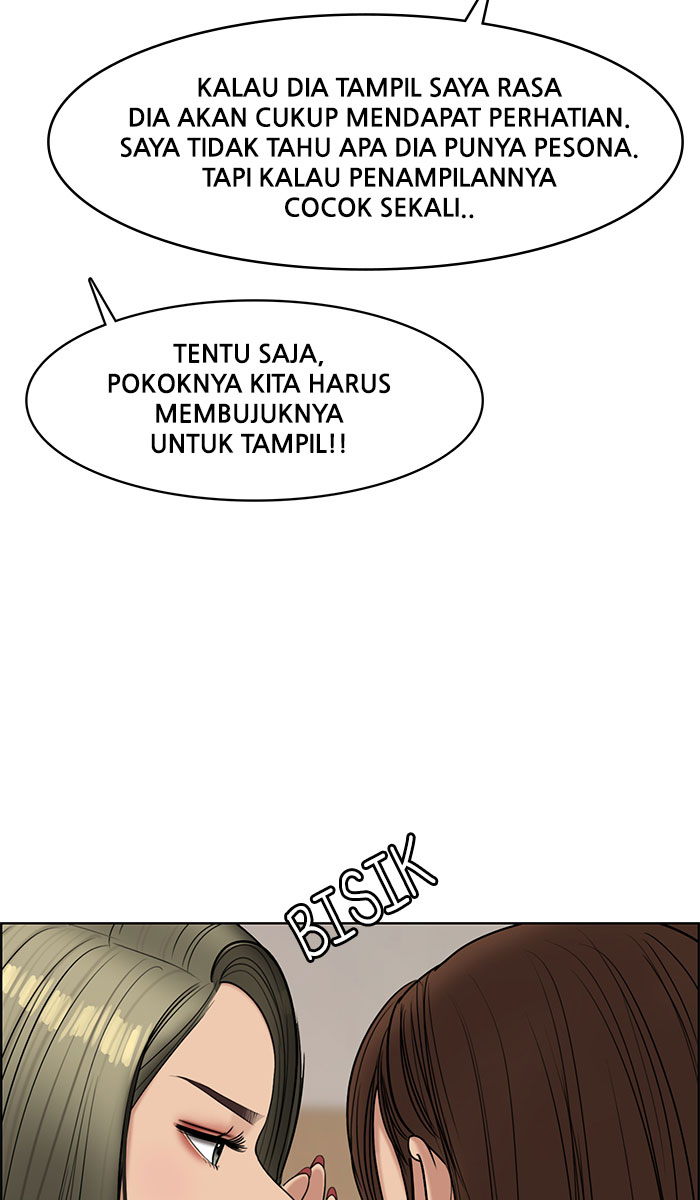 KALAU DIA TAMPIL SAYA RASA
DIA AKAN CUKUP MENDAPAT PERHATIAN.
SAYA TIDAK TAHU APA DIA PUNYA PESONA.
TAPI KALAU PENAMPILANNYA
COCOK SEKALI..
TENTU SAJA,
POKOKNYA KITA HARUS
MEMBUJUKNYA
UNTUK TAMPIL!!
BISIK